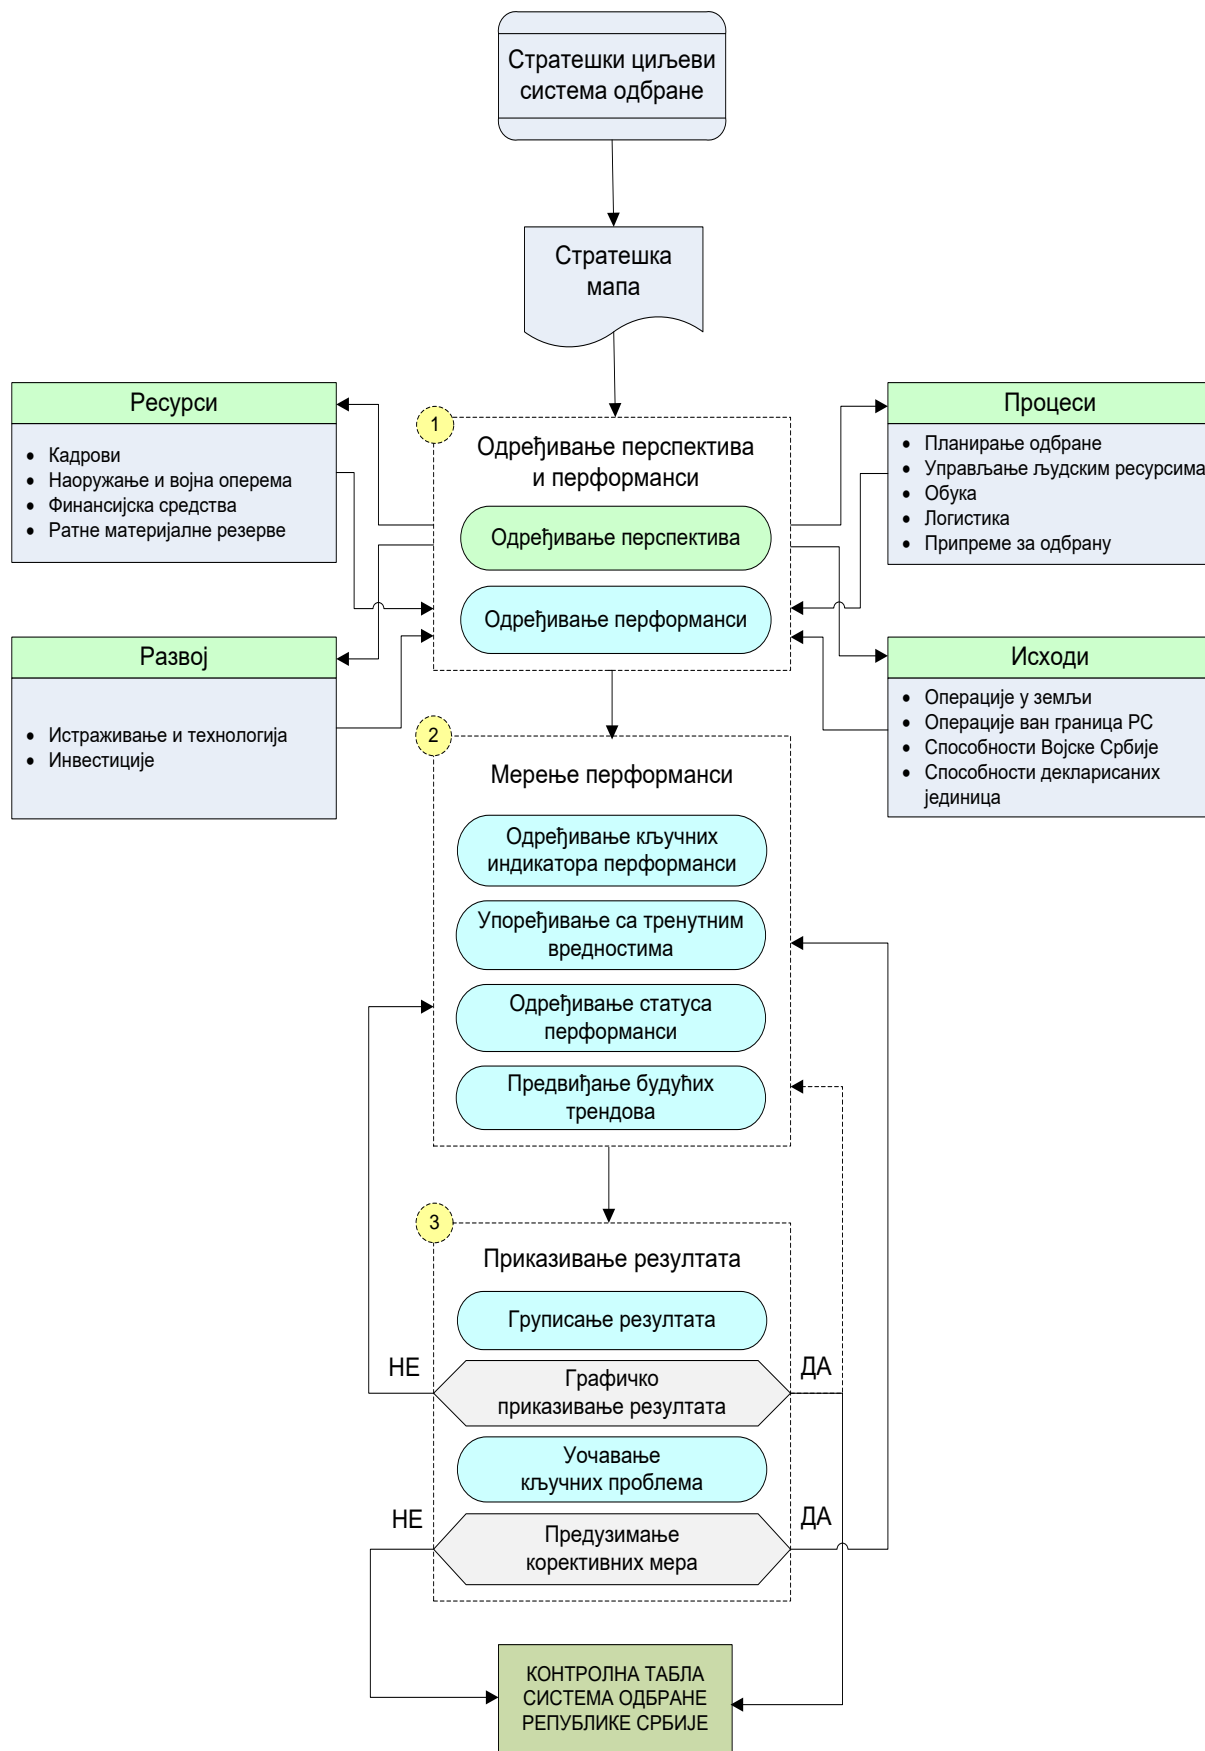 Стратешки циљеви
система одбране
Стратешка
мапа
Ресурси
• Кадрови
• Наоружање и војна оперема
• Финансијска средства
• Ратне материјалне резерве
1
Одређивање перспектива
и перформанси
Одређивање перспектива
Одређивање перформанси
Процеси
• Планирање одбране
• Управљање људским ресурсима
• Обука
• Логистика
• Припреме за одбрану
Развој
• Истраживање и технологија
• Инвестиције
Исходи
• Операције у земљи
• Операције ван граница РС
• Способности Војске Србије
• Способности декларисаних
јединица
2
Мерење перформанси
Одређивање кључних
индикатора перформанси
Упоређивање са тренутним
вредностима
Одређивање статуса
перформанси
Предвиђање будућих
трендова
3
Приказивање резултата
Груписање резултата
НЕ
Графичко
приказивање резултата
ДА
Уочавање
кључних проблема
НЕ
Предузимање
корективних мера
ДА
КОНТРОЛНА ТАБЛА
СИСТЕМА ОДБРАНЕ
РЕПУБЛИКЕ СРБИЈЕ